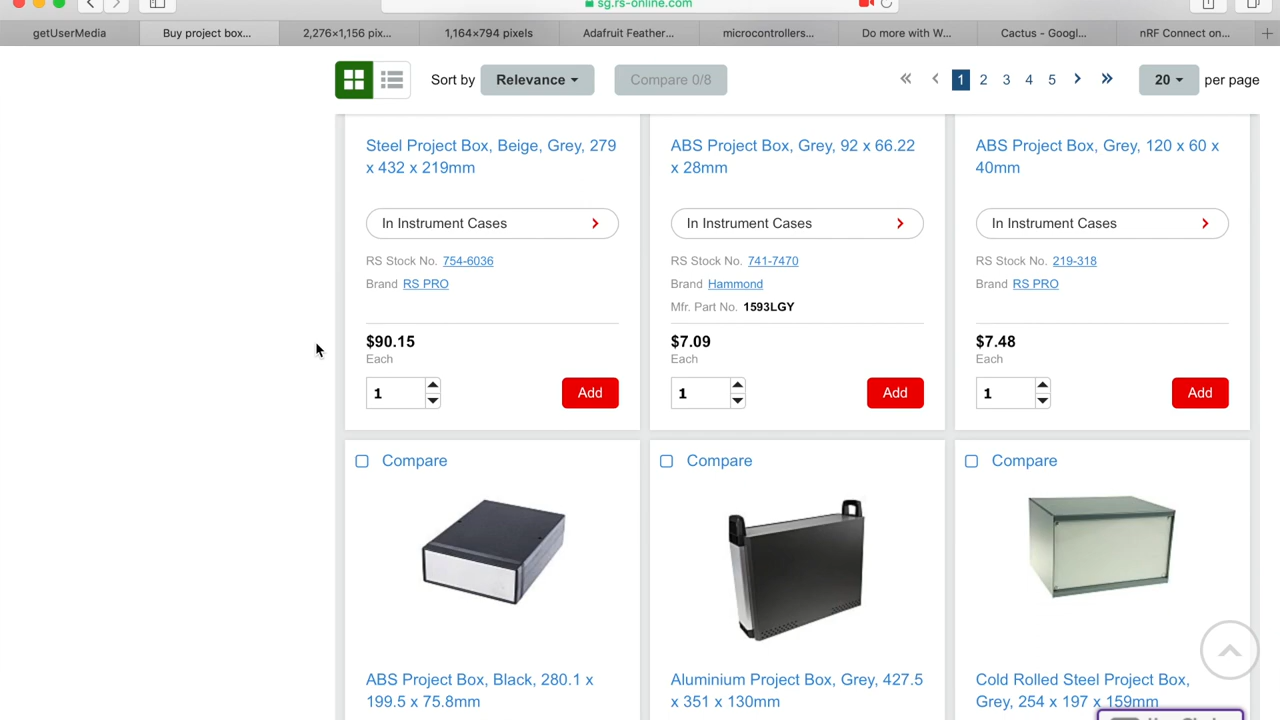 sg.rs-online.com
getUserMedia
Buy project box...
2,276×1,156 pix...
1,164×794 pixels
Adafruit Feather...
microcontrollers...
Do more with W...
Cactus - Googl...
nRF Connect on...
Sort by
Relevance
Compare 0/8
1 2 3 4 5
20
per page
Steel Project Box, Beige, Grey, 279
x 432 x 219mm
In Instrument Cases
RS Stock No. 754-6036
Brand RS PRO
$90.15
Each
1
Add
ABS Project Box, Grey, 92 x 66.22
x 28mm
In Instrument Cases
RS Stock No. 741-7470
Brand Hammond
Mfr. Part No. 1593LGY
$7.09
Each
1
Add
ABS Project Box, Grey, 120 x 60 x
40mm
In Instrument Cases
RS Stock No. 219-318
Brand RS PRO
$7.48
Each
1
Add
Compare
ABS Project Box, Black, 280.1 x
199.5 x 75.8mm
Compare
Aluminium Project Box, Grey, 427.5
x 351 x 130mm
Compare
Cold Rolled Steel Project Box,
Grey, 254 x 197 x 159mm